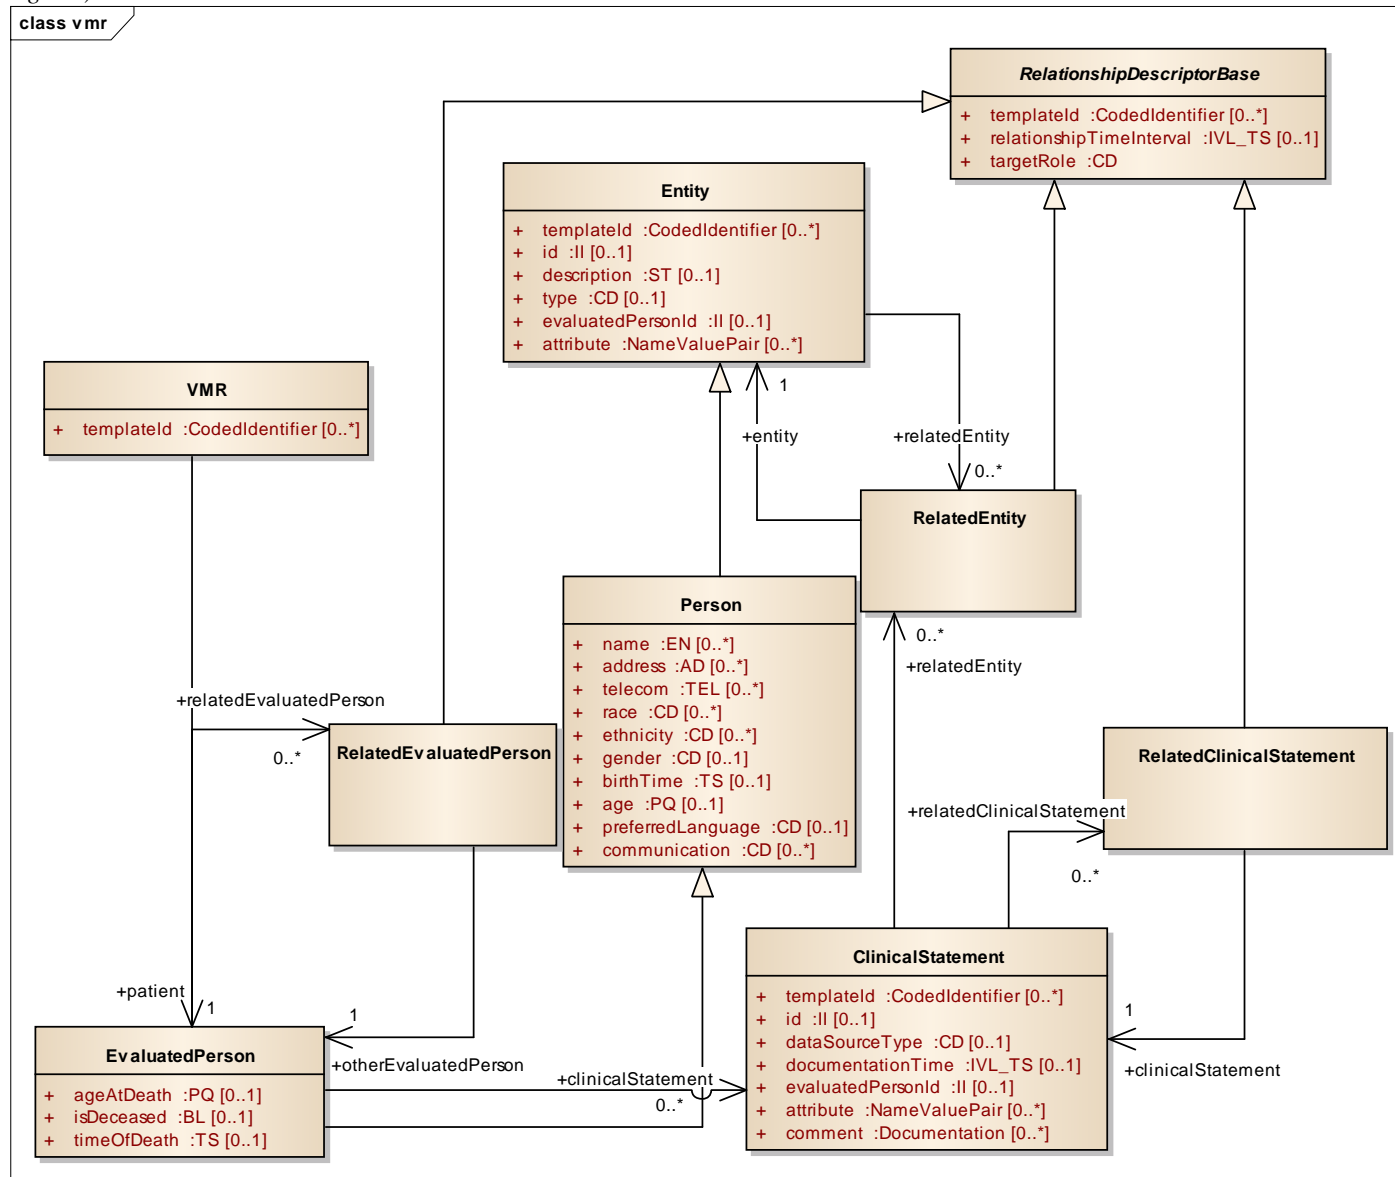 class vmr
RelationshipDescriptorBase
+ templateId :CodedIdentifier [0..*]
+ relationshipTimeInterval :IVL_TS [0..1]
+ targetRole :CD
Entity
+ templateId :CodedIdentifier [0..*]
+ id :II [0..1]
+ description :ST [0..1]
+ type :CD [0..1]
+ evaluatedPersonId :II [0..1]
+ attribute :NameValuePair [0..*]
VMR
+ templateId :CodedIdentifier [0..*]
1
+entity
+relatedEntity
0..*
RelatedEntity
Person
+ name :EN [0..*]
+ address :AD [0..*]
+ telecom :TEL [0..*]
+ race :CD [0..*]
+ ethnicity :CD [0..*]
+ gender :CD [0..1]
+ birthTime :TS [0..1]
+ age :PQ [0..1]
+ preferredLanguage :CD [0..1]
+ communication :CD [0..*]
0..*
+relatedEntity
+relatedEvaluatedPerson
0..*
RelatedEvaluatedPerson
RelatedClinicalStatement
+relatedClinicalStatement
0..*
ClinicalStatement
+ templateId :CodedIdentifier [0..*]
+ id :II [0..1]
+ dataSourceType :CD [0..1]
+ documentationTime :IVL_TS [0..1]
+ evaluatedPersonId :II [0..1]
+ attribute :NameValuePair [0..*]
+ comment :Documentation [0..*]
+patient
1
1
+otherEvaluatedPerson
1
+clinicalStatement
EvaluatedPerson
+ ageAtDeath :PQ [0..1]
+ isDeceased :BL [0..1]
+ timeOfDeath :TS [0..1]
+clinicalStatement
0..*